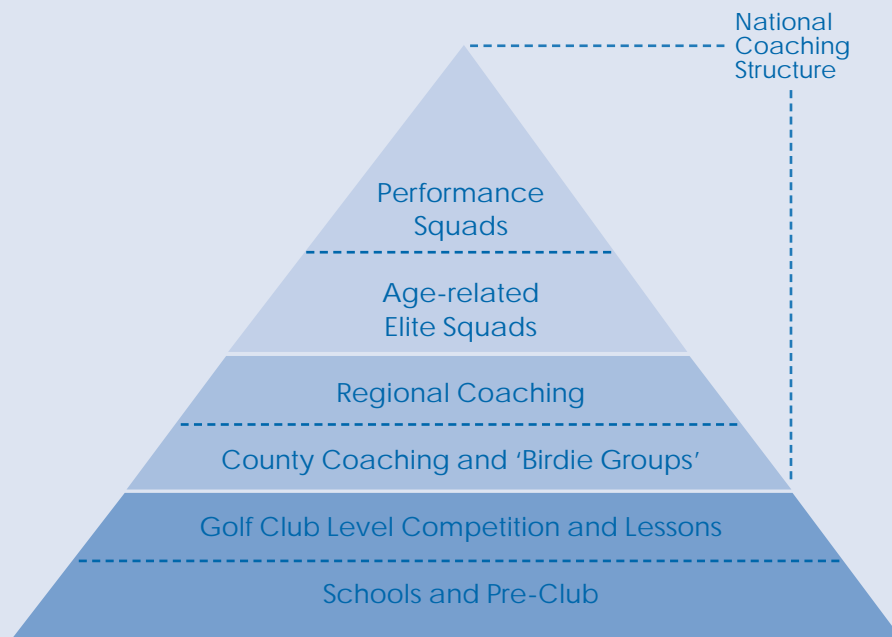 National
Coaching
Structure
Performance
Squads
Age-related
Elite Squads
Regional Coaching
County Coaching and ‘Birdie Groups’
Golf Club Level Competition and Lessons
Schools and Pre-Club